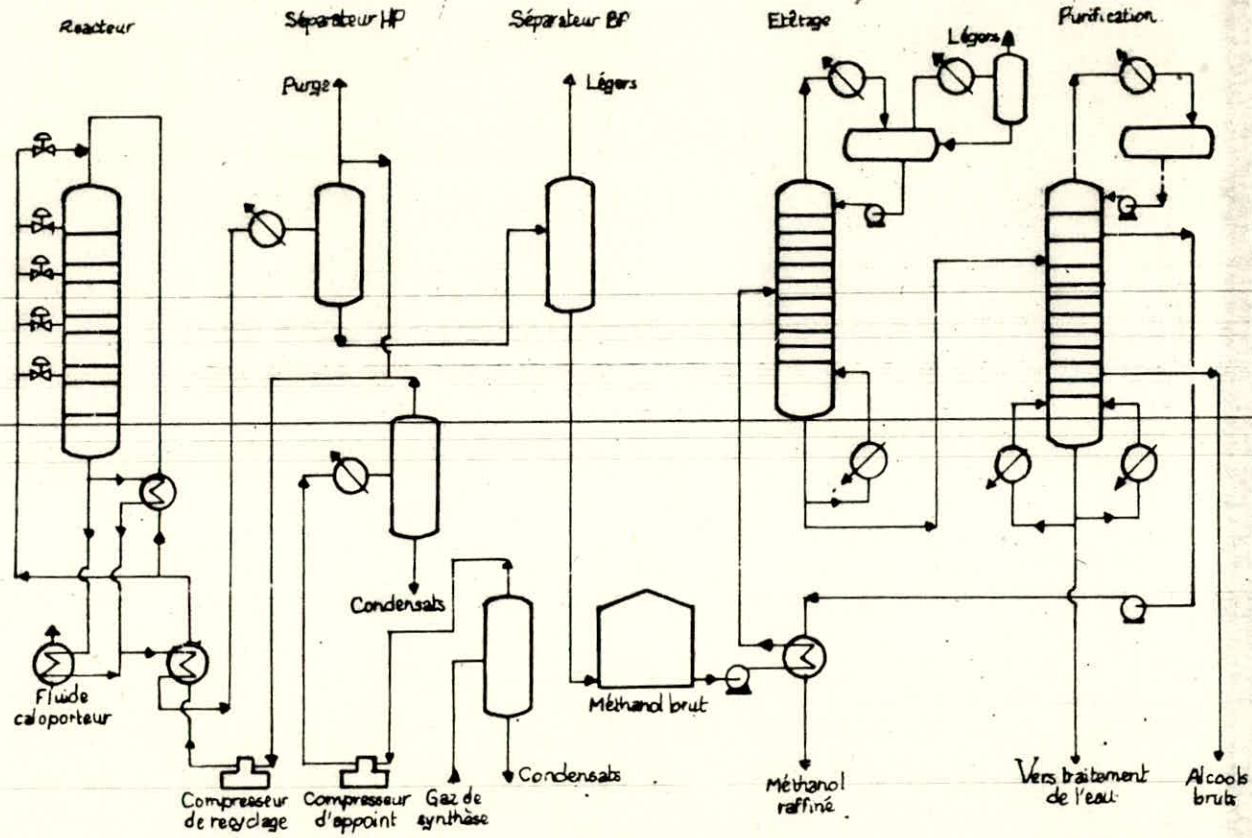 Reacteur
Séparateur HP
Séparateur BP
Etêtage
Purification
Purge
Légers
Légers
Condensats
Fluide
caloporteur
Méthanol brut
Compresseur
de recyclage
Compresseur
d'appoint
Gaz de
synthèse
Condensats
Méthanol
raffiné
Vers traitement
de l'eau
Alcools
bruts